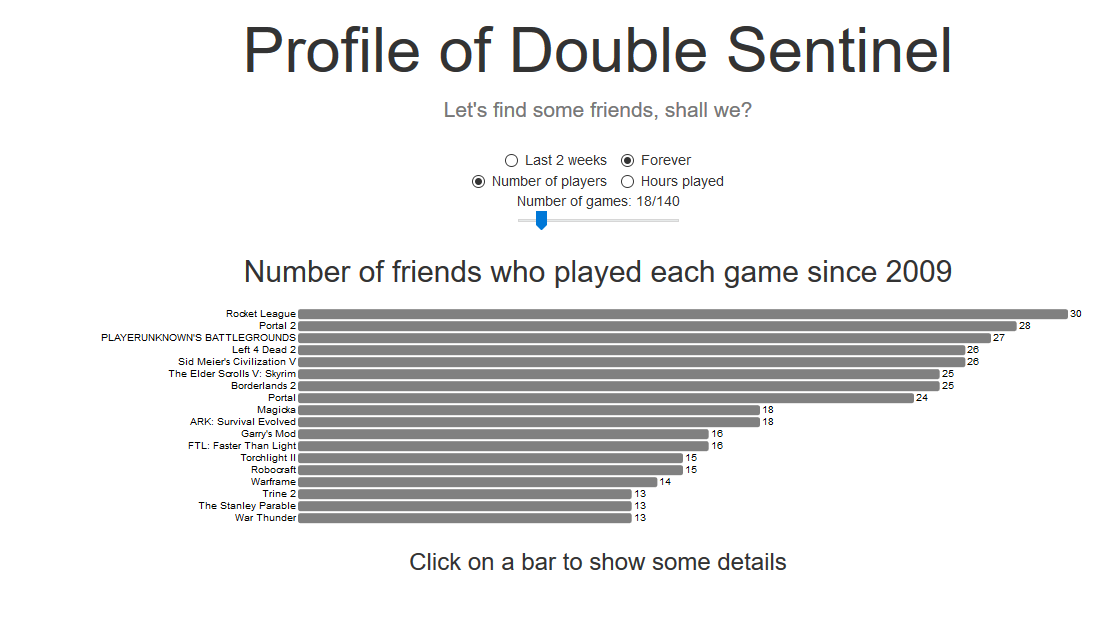 Profile of Double Sentinel
Let's find some friends, shall we?
Last 2 weeks Forever
Number of players Hours played
Number of games: 18/140
Number of friends who played each game since 2009
Rocket League 30
Portal 2 28
PLAYERUNKNOWN'S BATTLEGROUNDS 27
Left 4 Dead 2 26
Sid Meier's Civilization V 26
The Elder Scrolls V: Skyrim 25
Borderlands 2 25
Portal 24
Magicka 18
ARK: Survival Evolved 18
Garry's Mod 16
FTL: Faster Than Light 16
Torchlight II 15
Robocraft 15
Warframe 14
Trine 2 13
The Stanley Parable 13
War Thunder 13
Click on a bar to show some details